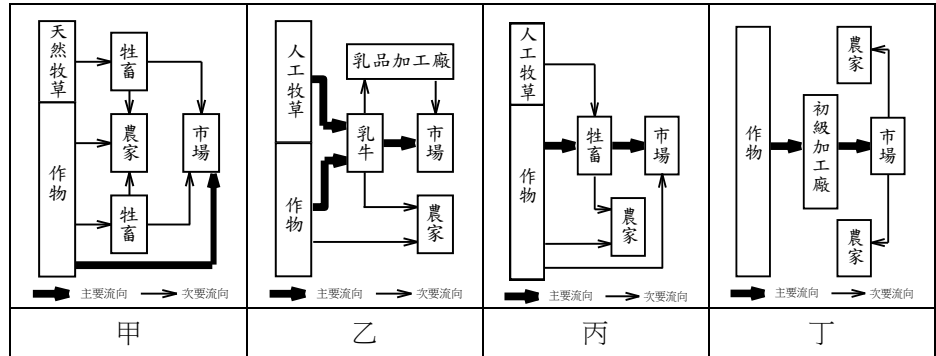 天然牧草
作物
牲畜
農家
牲畜
市場
主要流向
次要流向
甲
人工牧草
作物
乳品加工廠
乳牛
市場
農家
主要流向
次要流向
乙
人工牧草
作物
牲畜
市場
農家
主要流向
次要流向
丙
作物
初級加工廠
農家
市場
農家
主要流向
次要流向
丁